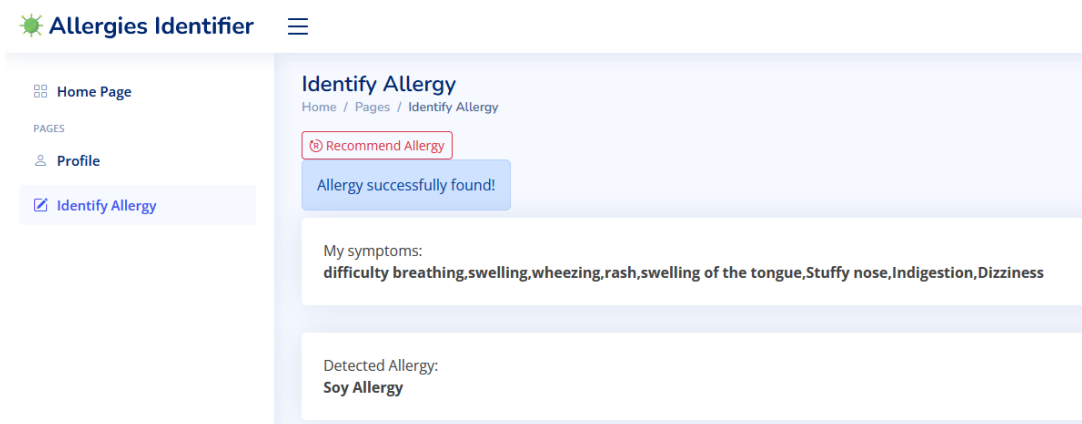 Allergies Identifier
Home Page
PAGES
Profile
Identify Allergy
Identify Allergy
Home / Pages / Identify Allergy
Recommend Allergy
Allergy successfully found!
My symptoms:
difficulty breathing,swelling,wheezing,rash,swelling of the tongue,Stuffy nose,Indigestion,Dizziness
Detected Allergy:
Soy Allergy